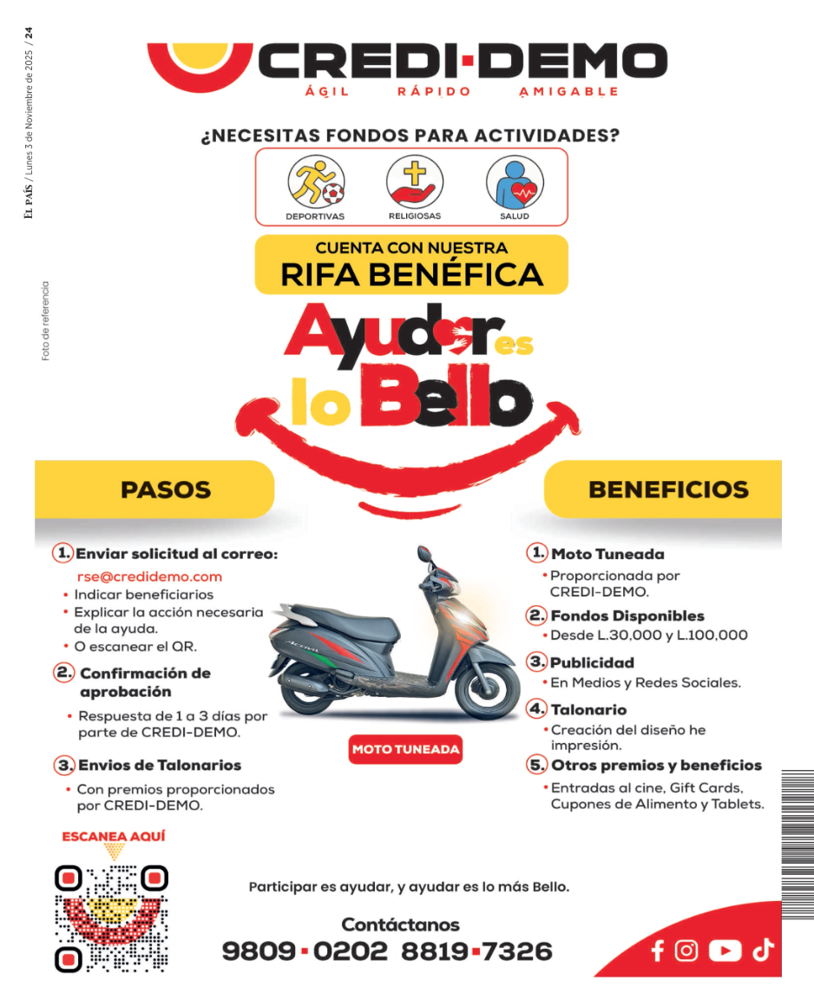 EL PAÍS / Lunes 3 de Noviembre de 2025 / 24
CREDI-DEMO
ÁGIL RÁPIDO AMIGABLE
¿NECESITAS FONDOS PARA ACTIVIDADES?
DEPORTIVAS
RELIGIOSAS
SALUD
CUENTA CON NUESTRA
RIFA BENÉFICA
Foto de referencia
Ayudar es
lo Bello
PASOS
1. Enviar solicitud al correo:
rse@credidemo.com
• Indicar beneficiarios
• Explicar la acción necesaria
de la ayuda.
• O escanear el QR.
2. Confirmación de
aprobación
• Respuesta de 1 a 3 días por
parte de CREDI-DEMO.
3. Envios de Talonarios
• Con premios proporcionados
por CREDI-DEMO.
ESCANEA AQUÍ
ACTIVA
MOTO TUNEADA
BENEFICIOS
1. Moto Tuneada
• Proporcionada por
CREDI-DEMO.
2. Fondos Disponibles
• Desde L.30,000 y L.100,000
3. Publicidad
• En Medios y Redes Sociales.
4. Talonario
• Creación del diseño he
impresión.
5. Otros premios y beneficios
• Entradas al cine, Gift Cards,
Cupones de Alimento y Tablets.
Participar es ayudar, y ayudar es lo más Bello.
Contáctanos
9809-0202 8819-7326